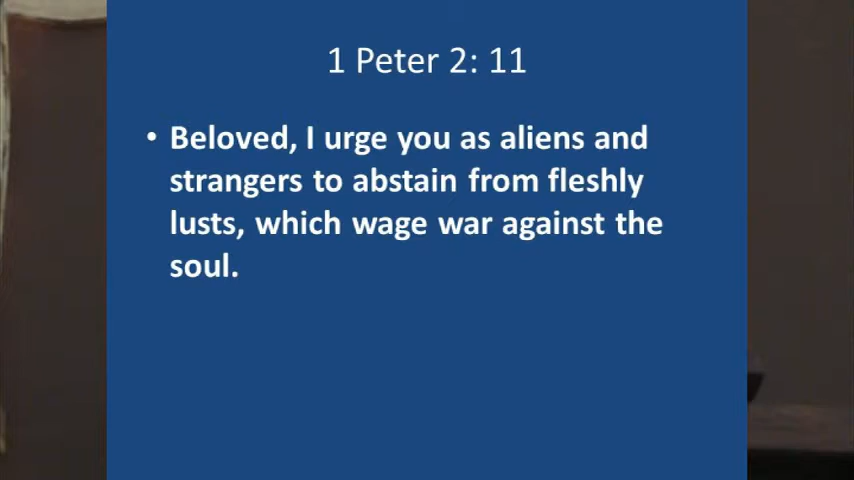 1 Peter 2: 11
• Beloved, I urge you as aliens and
strangers to abstain from fleshly
lusts, which wage war against the
soul.